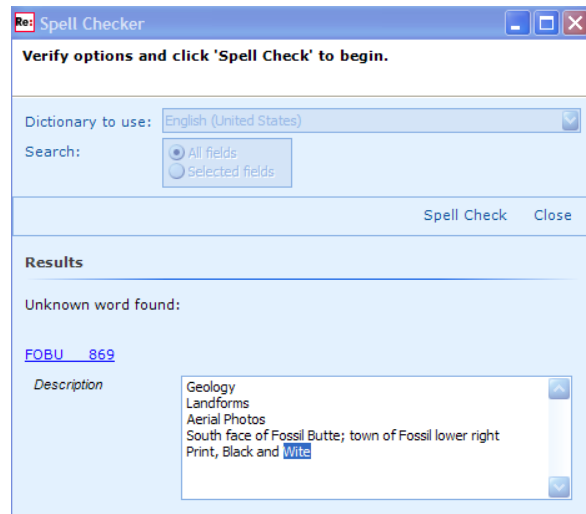 Re: Spell Checker
Verify options and click 'Spell Check' to begin.
Dictionary to use: English (United States)
Search: All fields
Selected fields
Spell Check Close
Results
Unknown word found:
FOBU 869
Description Geology
Landforms
Aerial Photos
South face of Fossil Butte; town of Fossil lower right
Print, Black and Wite